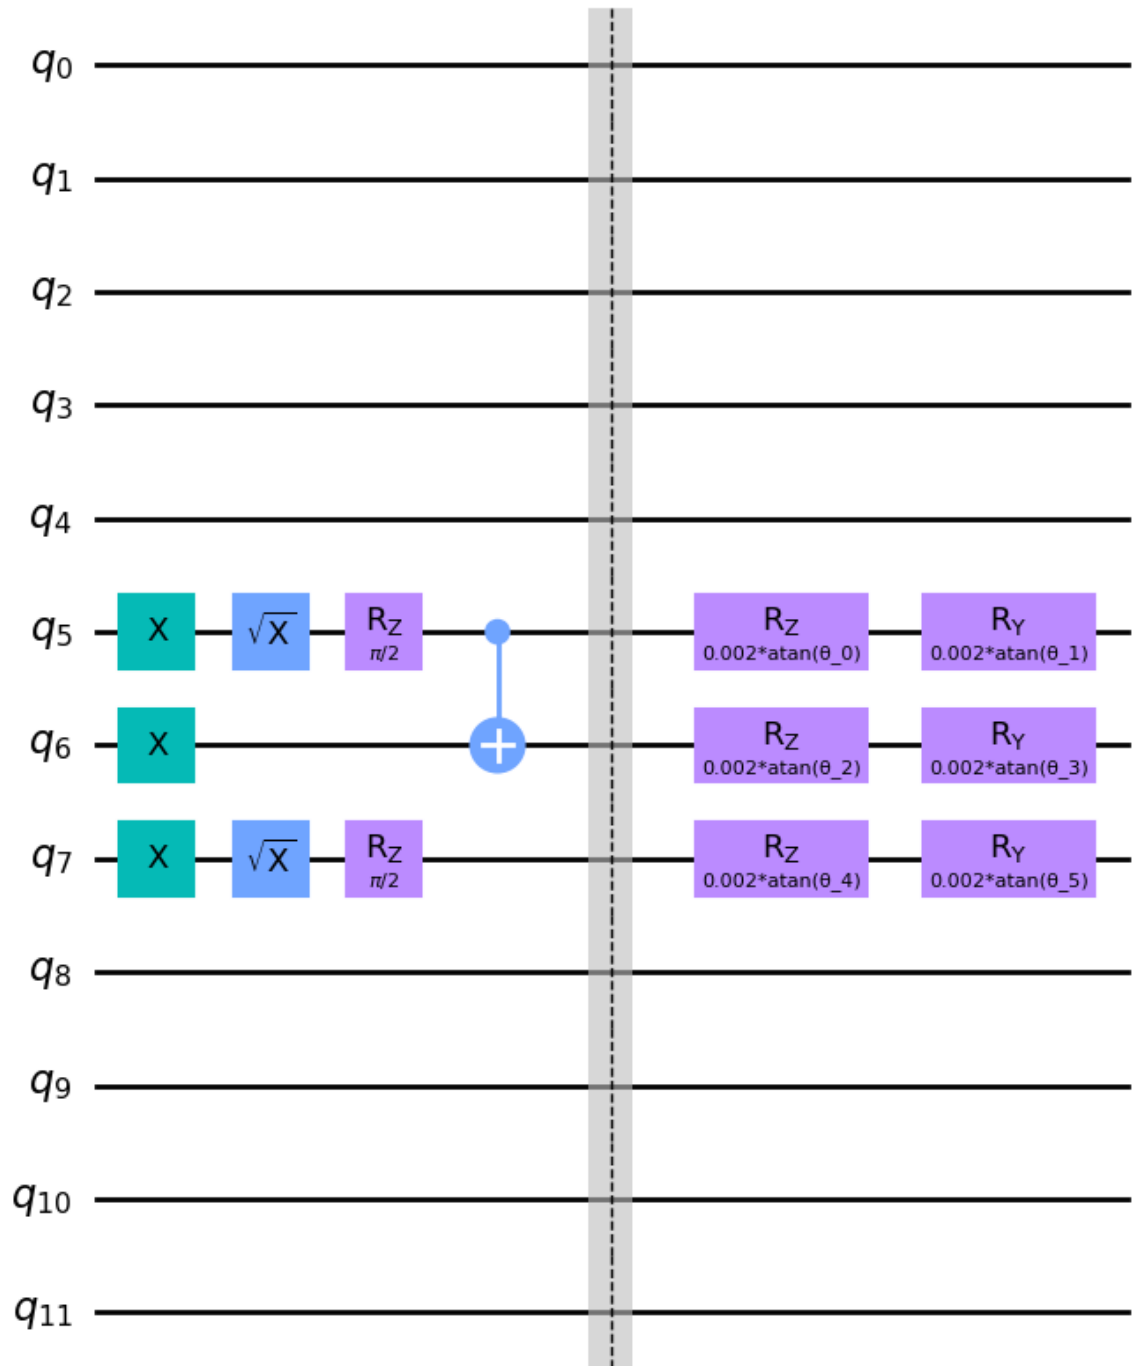 q0
q1
q2
q3
q4
q5 X √X RZ π/2 RZ 0.002*atan(θ_0) RY 0.002*atan(θ_1)
q6 X RZ 0.002*atan(θ_2) RY 0.002*atan(θ_3)
q7 X √X RZ π/2 RZ 0.002*atan(θ_4) RY 0.002*atan(θ_5)
q8
q9
q10
q11